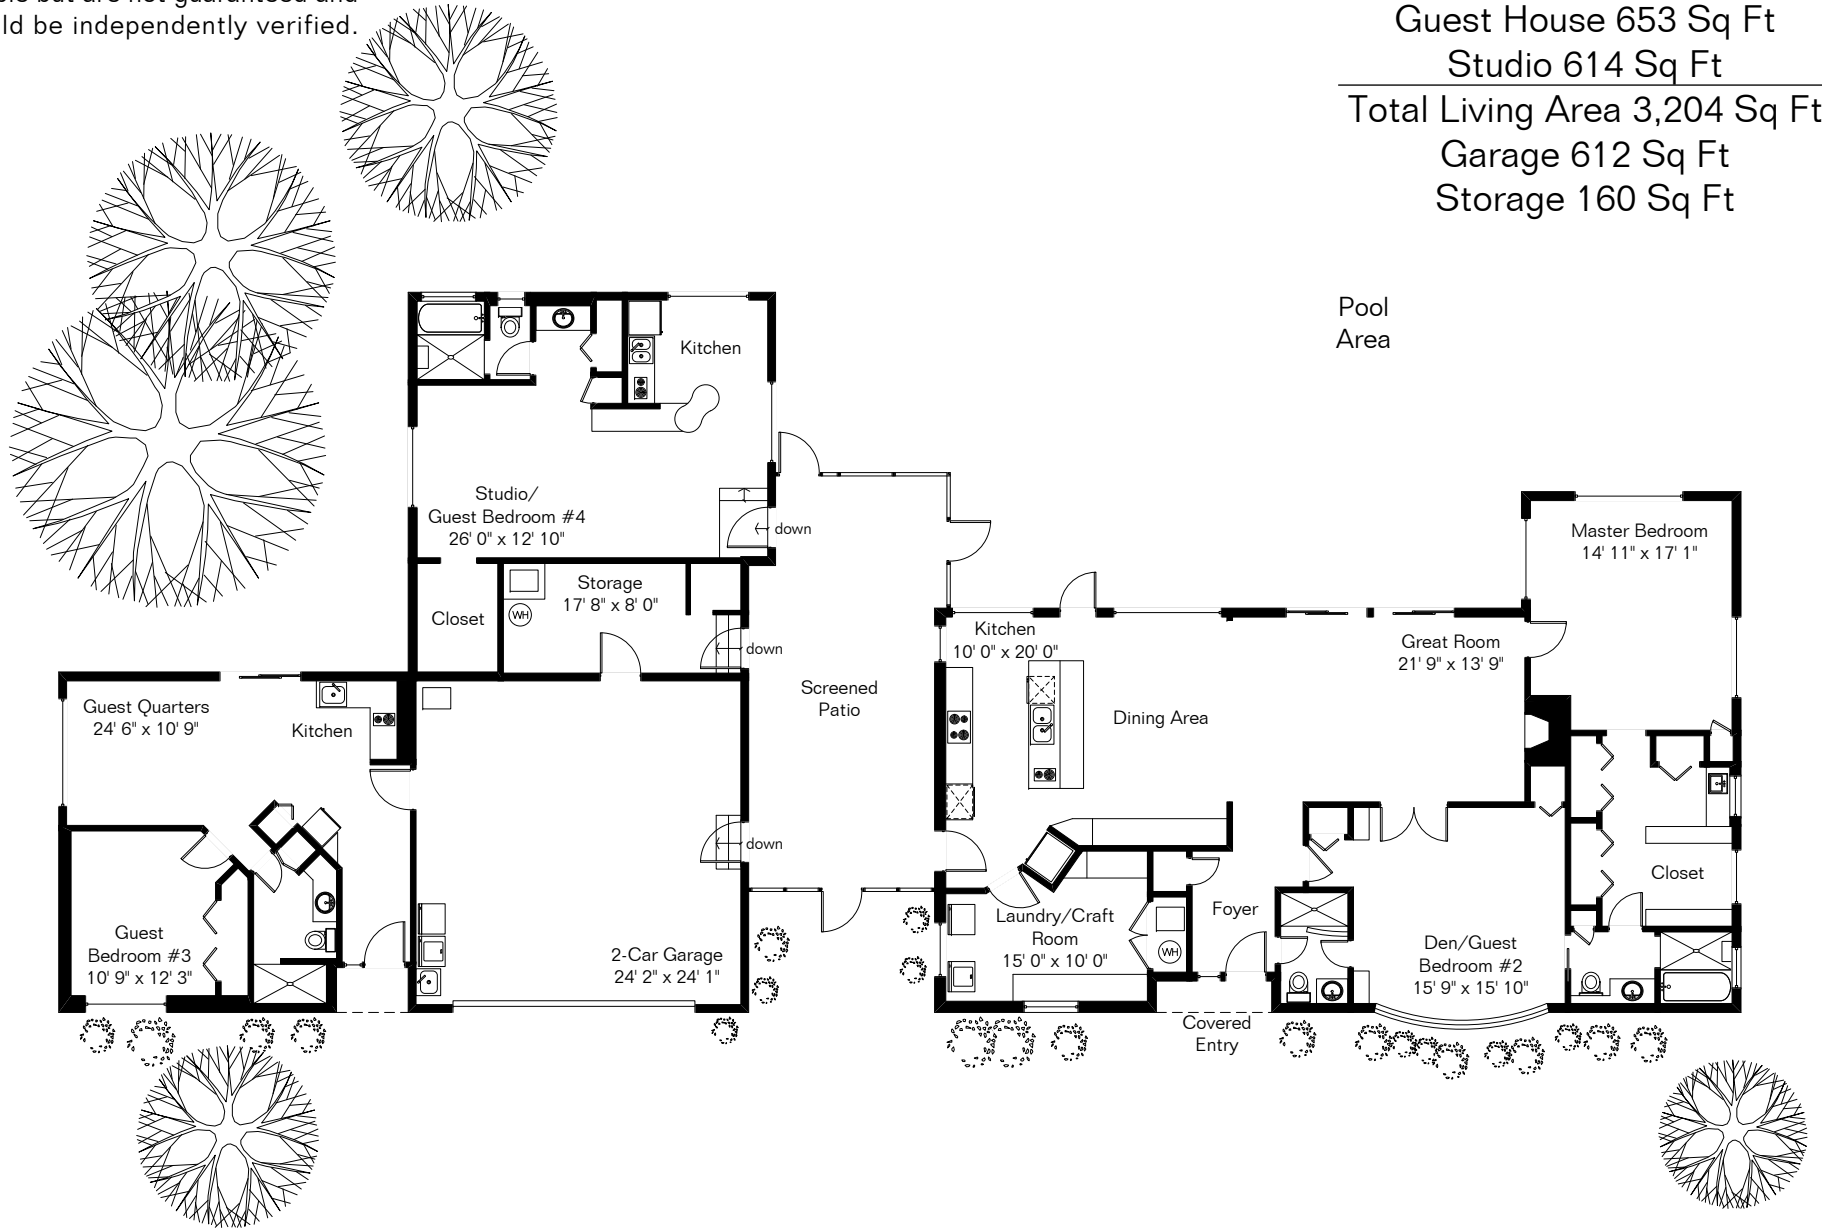 but are not guaranteed and
be independently verified.
Guest House 653 Sq Ft
Studio 614 Sq Ft
Total Living Area 3,204 Sq Ft
Garage 612 Sq Ft
Storage 160 Sq Ft
Pool
Area
Kitchen
Studio/
Guest Bedroom #4
26' 0" x 12' 10"
down
Master Bedroom
14' 11" x 17' 1"
Storage
17' 8" x 8' 0"
WH
Closet
down
Kitchen
10' 0" x 20' 0"
Great Room
21' 9" x 13' 9"
Screened
Patio
Guest Quarters
24' 6" x 10' 9"
Kitchen
Dining Area
down
Closet
Guest
Bedroom #3
10' 9" x 12' 3"
2-Car Garage
24' 2" x 24' 1"
Laundry/Craft
Room
15' 0" x 10' 0"
WH
Foyer
Den/Guest
Bedroom #2
15' 9" x 15' 10"
Covered
Entry